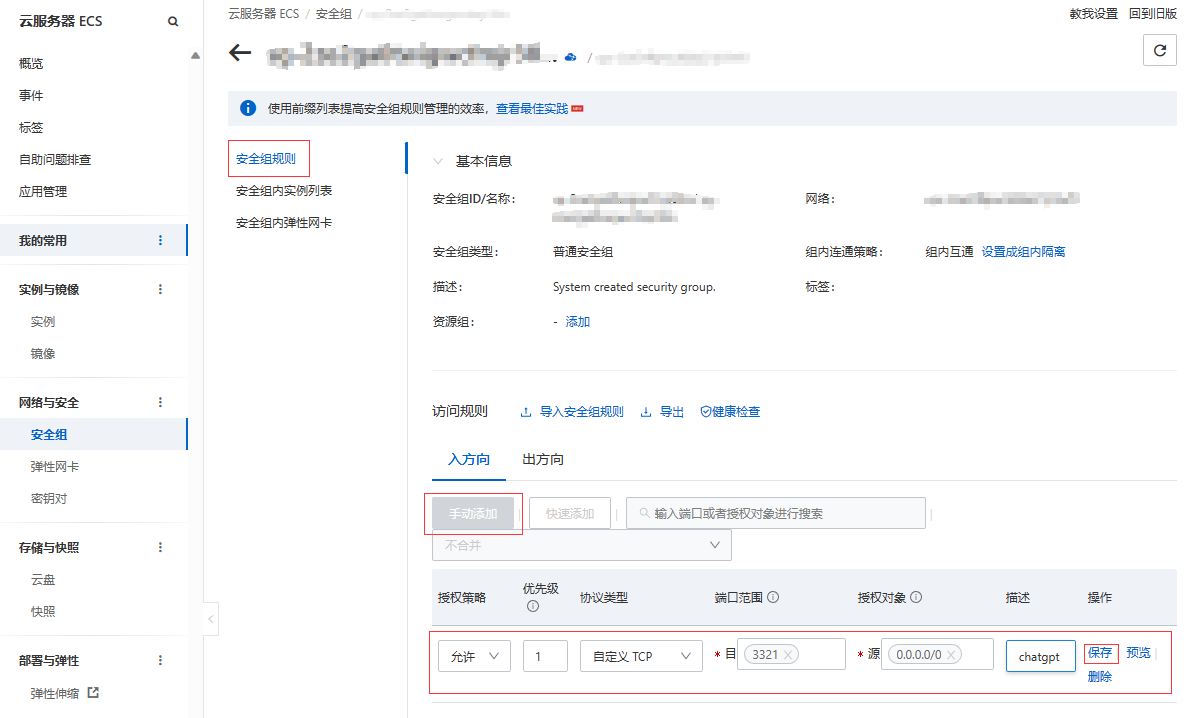 云服务器 ECS
概览
事件
标签
自助问题排查
应用管理
我的常用
实例与镜像
实例
镜像
网络与安全
安全组
弹性网卡
密钥对
存储与快照
云盘
快照
部署与弹性
弹性伸缩
云服务器 ECS / 安全组 /
教我设置 回到旧版
... /
使用前缀列表提高安全组规则管理的效率，查看最佳实践
安全组规则
安全组内实例列表
安全组内弹性网卡
基本信息
安全组ID/名称：
网络：
安全组类型： 普通安全组
组内连通策略： 组内互通 设置成组内隔离
描述： System created security group.
标签：
资源组： - 添加
访问规则 导入安全组规则 导出 健康检查
入方向 出方向
手动添加 快速添加 输入端口或者授权对象进行搜索
不合并
授权策略 优先级 协议类型 端口范围 授权对象 描述 操作
允许 1 自定义 TCP * 目 3321 * 源 0.0.0.0/0 chatgpt 保存 预览
删除